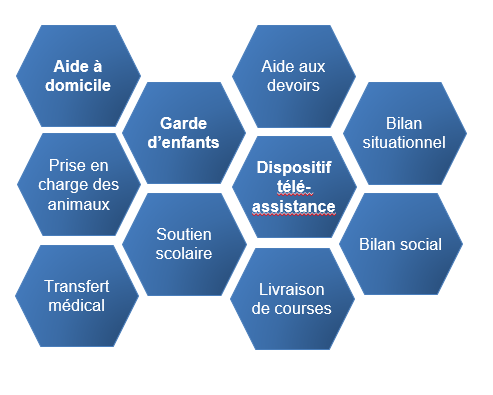 Aide à
domicile
Prise en
charge des
animaux
Transfert
médical
Garde
d'enfants
Soutien
scolaire
Aide aux
devoirs
Dispositif
télé-
assistance
Livraison
de courses
Bilan
situationnel
Bilan social